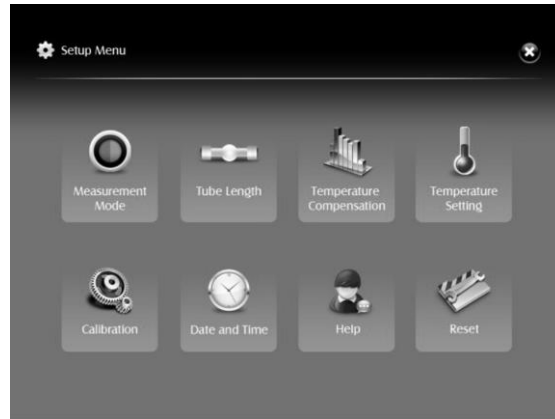 Setup Menu
Measurement
Mode
Tube Length
Temperature
Compensation
Temperature
Setting
Calibration
Date and Time
Help
Reset